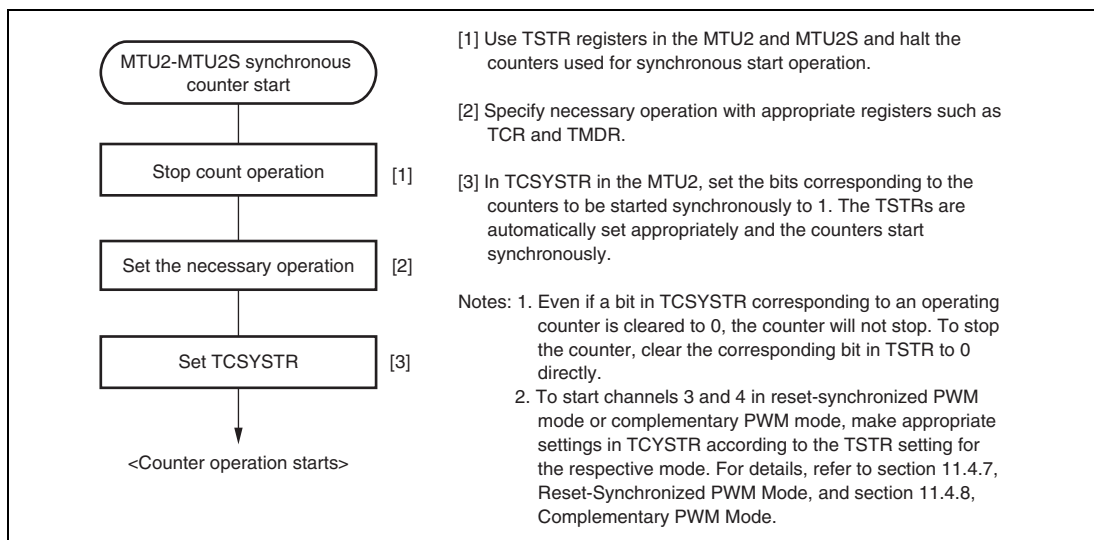 MTU2-MTU2S synchronous
counter start
Stop count operation
[1]
Set the necessary operation
[2]
Set TCSYSTR
[3]
<Counter operation starts>
[1] Use TSTR registers in the MTU2 and MTU2S and halt the
counters used for synchronous start operation.
[2] Specify necessary operation with appropriate registers such as
TCR and TMDR.
[3] In TCSYSTR in the MTU2, set the bits corresponding to the
counters to be started synchronously to 1. The TSTRs are
automatically set appropriately and the counters start
synchronously.
Notes: 1. Even if a bit in TCSYSTR corresponding to an operating
counter is cleared to 0, the counter will not stop. To stop
the counter, clear the corresponding bit in TSTR to 0
directly.
2. To start channels 3 and 4 in reset-synchronized PWM
mode or complementary PWM mode, make appropriate
settings in TCYSTR according to the TSTR setting for
the respective mode. For details, refer to section 11.4.7,
Reset-Synchronized PWM Mode, and section 11.4.8,
Complementary PWM Mode.